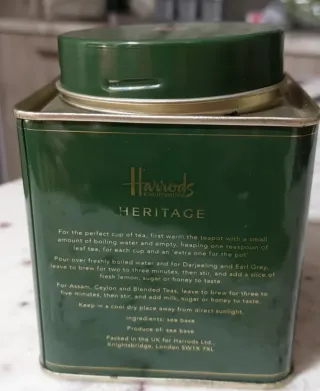 Harrods
HERITAGE
For the perfect cup of tea, first warm the teapot with a small
amount of boiling water and empty, heaping one teaspoon of
leaf tea, for each cup and an 'extra one for the pot'.
Pour over freshly boiled water and for Darjeeling and Earl Grey,
leave to brew for two to three minutes, then stir, and add a slice of
fresh lemon, sugar or honey to taste.
For Assam, Ceylon and Blended Teas, leave to brew for three to
five minutes, then stir, and add milk, sugar or honey to taste.
Keep in a cool dry place away from direct sunlight.
Ingredients: see base
Produce of: see base
Packed in the UK for Harrods Ltd.,
Knightsbridge, London SW1X 7XL